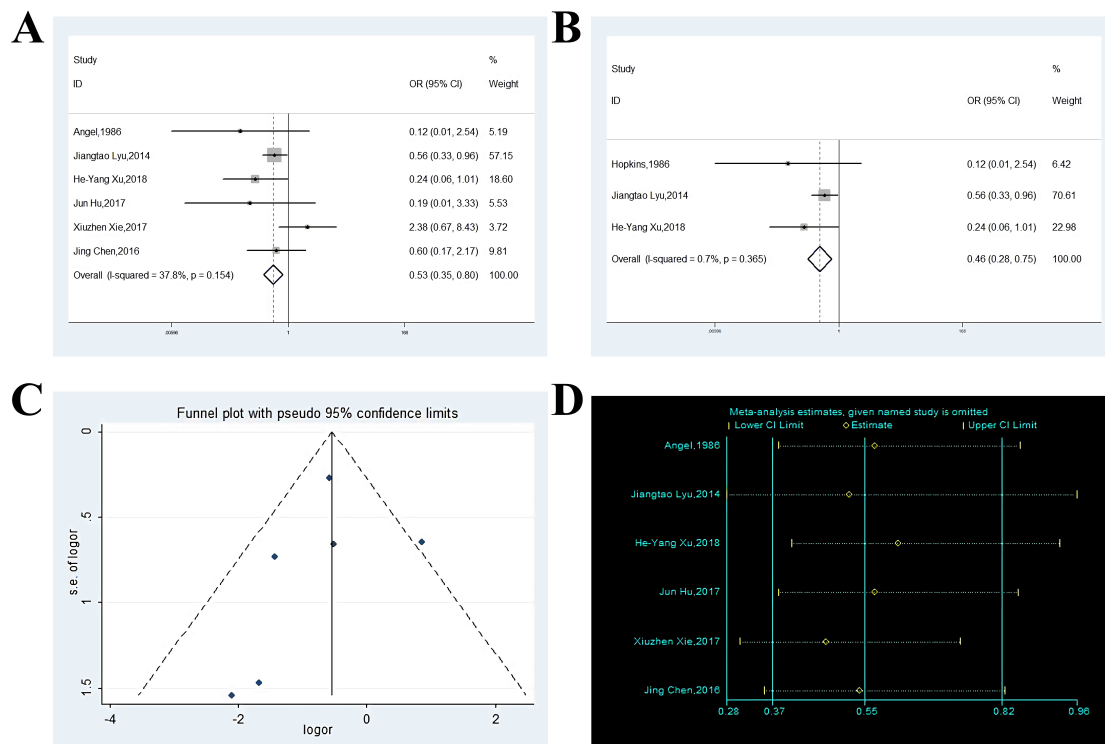 A
Study %
ID OR (95% CI) Weight
Angel,1986 0.12 (0.01, 2.54) 5.19
Jiangtao Lyu,2014 0.56 (0.33, 0.96) 57.15
He-Yang Xu,2018 0.24 (0.06, 1.01) 18.60
Jun Hu,2017 0.19 (0.01, 3.33) 5.53
Xiuzhen Xie,2017 2.38 (0.67, 8.43) 3.72
Jing Chen,2016 0.60 (0.17, 2.17) 9.81
Overall (I-squared = 37.8%, p = 0.154) 0.53 (0.35, 0.80) 100.00
.00596 1 168
B
Study %
ID OR (95% CI) Weight
Hopkins,1986 0.12 (0.01, 2.54) 6.42
Jiangtao Lyu,2014 0.56 (0.33, 0.96) 70.61
He-Yang Xu,2018 0.24 (0.06, 1.01) 22.98
Overall (I-squared = 0.7%, p = 0.365) 0.46 (0.28, 0.75) 100.00
.00596 1 168
C
Funnel plot with pseudo 95% confidence limits
s.e. of logor
0
.5
1
1.5
-4 -2 0 2
logor
D
Meta-analysis estimates, given named study is omitted
Lower CI Limit Estimate Upper CI Limit
Angel,1986
Jiangtao Lyu,2014
He-Yang Xu,2018
Jun Hu,2017
Xiuzhen Xie,2017
Jing Chen,2016
0.28 0.37 0.55 0.82 0.96